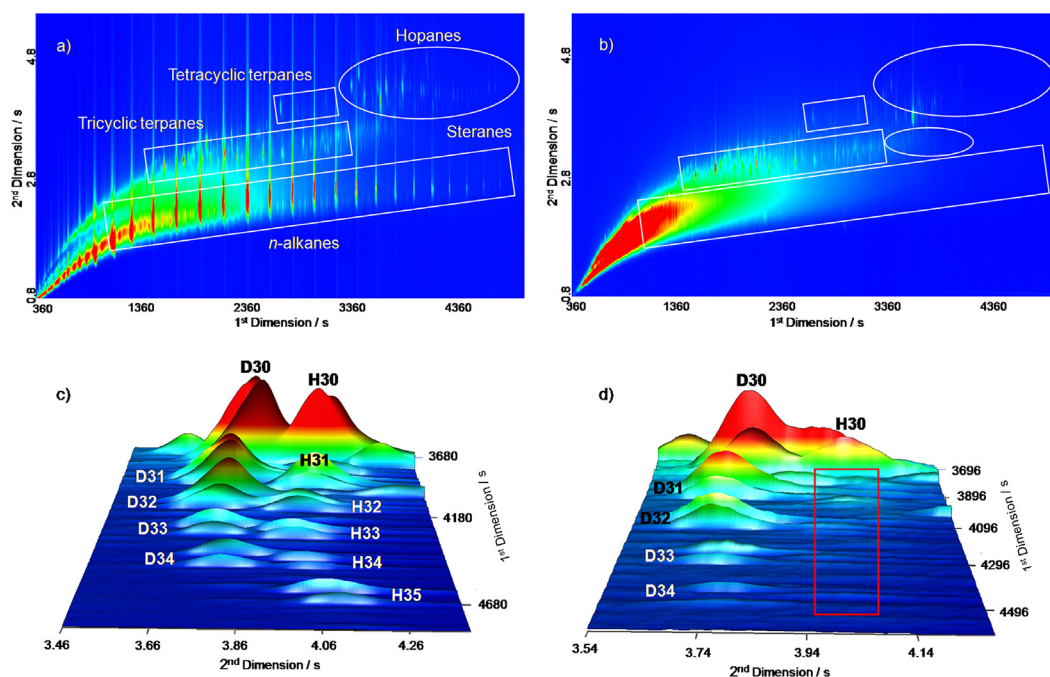 a)
Hopanes
Tetracyclic terpanes
Tricyclic terpanes
Steranes
n-alkanes
2nd Dimension / s
0.8
2.8
4.8
360
1360
2360
3360
4360
1st Dimension / s
b)
2nd Dimension / s
0.8
2.8
4.8
360
1360
2360
3360
4360
1st Dimension / s
c)
D30
H30
D31
H31
D32
H32
D33
H33
D34
H34
H35
3680
4180
4680
1st Dimension / s
3.46
3.66
3.86
4.06
4.26
2nd Dimension / s
d)
D30
H30
D31
D32
D33
D34
3696
3896
4096
4296
4496
1st Dimension / s
3.54
3.74
3.94
4.14
2nd Dimension / s